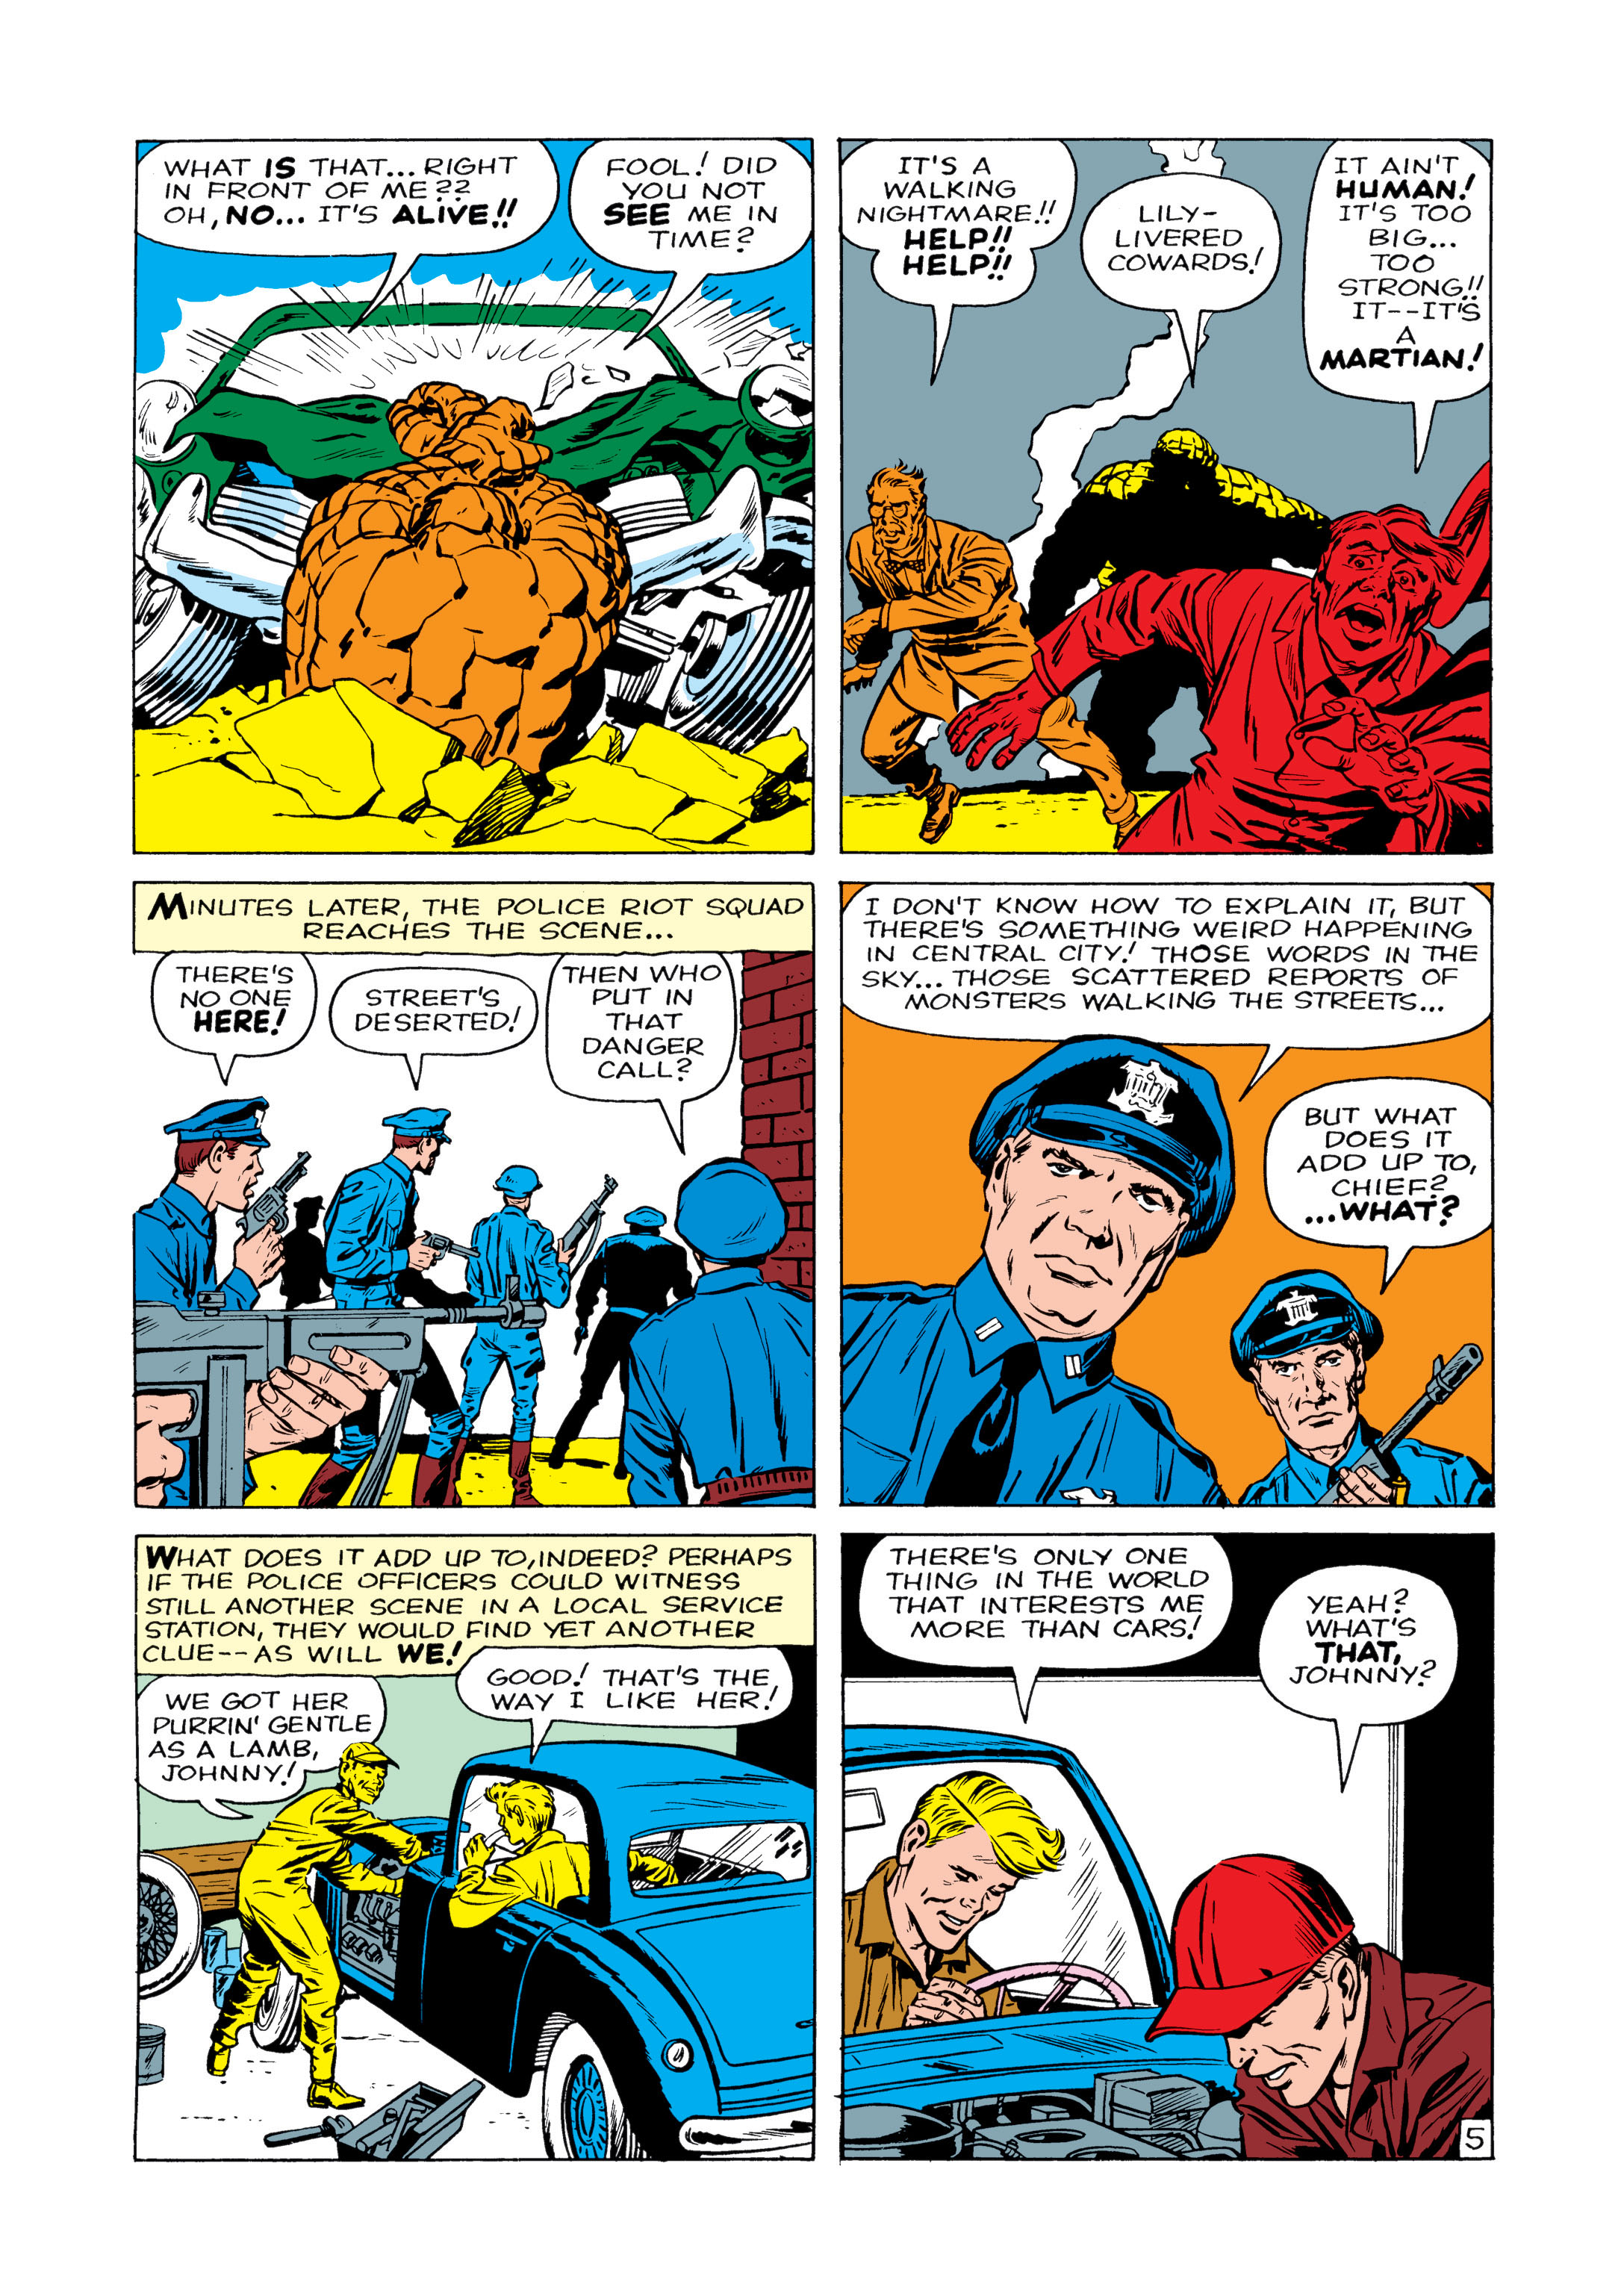 WHAT IS THAT... RIGHT
IN FRONT OF ME??
OH, NO... IT'S ALIVE!!
FOOL! DID
YOU NOT
SEE ME IN
TIME?
IT'S A
WALKING
NIGHTMARE!!
HELP!!
HELP!!
LILY-
LIVERED
COWARDS!
IT AIN'T
HUMAN!
IT'S TOO
BIG...
TOO
STRONG!!
IT--IT'S
A
MARTIAN!
MINUTES LATER, THE POLICE RIOT SQUAD
REACHES THE SCENE...
THERE'S
NO ONE
HERE!
STREET'S
DESERTED!
THEN WHO
PUT IN
THAT
DANGER
CALL?
I DON'T KNOW HOW TO EXPLAIN IT, BUT
THERE'S SOMETHING WEIRD HAPPENING
IN CENTRAL CITY! THOSE WORDS IN THE
SKY... THOSE SCATTERED REPORTS OF
MONSTERS WALKING THE STREETS...
BUT WHAT
DOES IT
ADD UP TO,
CHIEF?
...WHAT?
WHAT DOES IT ADD UP TO, INDEED? PERHAPS
IF THE POLICE OFFICERS COULD WITNESS
STILL ANOTHER SCENE IN A LOCAL SERVICE
STATION, THEY WOULD FIND YET ANOTHER
CLUE--AS WILL WE!
WE GOT HER
PURRIN' GENTLE
AS A LAMB,
JOHNNY!
GOOD! THAT'S THE
WAY I LIKE HER!
THERE'S ONLY ONE
THING IN THE WORLD
THAT INTERESTS ME
MORE THAN CARS!
YEAH?
WHAT'S
THAT,
JOHNNY?
5